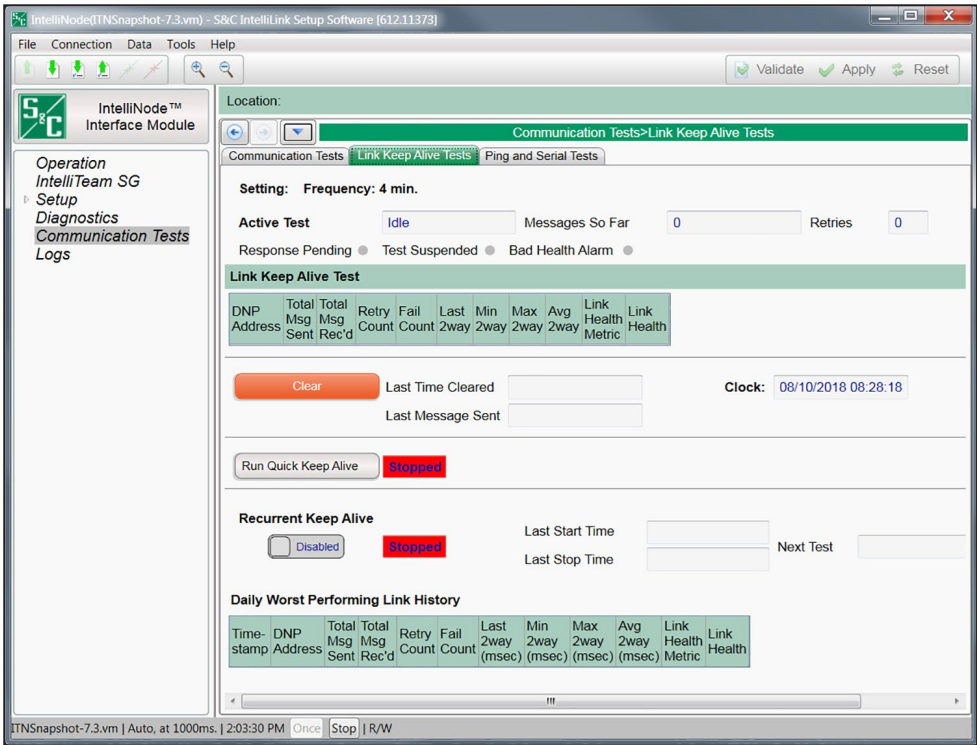 IntelliNode(ITNSnapshot-7.3.vm) - S&C IntelliLink Setup Software [612.11373]
File Connection Data Tools Help
Validate Apply Reset
S&C
IntelliNode™
Interface Module
Operation
IntelliTeam SG
Setup
Diagnostics
Communication Tests
Logs
Location:
Communication Tests>Link Keep Alive Tests
Communication Tests Link Keep Alive Tests Ping and Serial Tests
Setting: Frequency: 4 min.
Active Test Idle Messages So Far 0 Retries 0
Response Pending Test Suspended Bad Health Alarm
Link Keep Alive Test
DNP Address Total Msg Sent Total Msg Rec'd Retry Count Fail Count Last 2way Min 2way Max 2way Avg 2way Link Health Metric Link Health
Clear Last Time Cleared Clock: 08/10/2018 08:28:18
Last Message Sent
Run Quick Keep Alive Stopped
Recurrent Keep Alive
Disabled Stopped
Last Start Time
Last Stop Time
Next Test
Daily Worst Performing Link History
Time-stamp DNP Address Total Msg Sent Total Msg Rec'd Retry Count Fail Count Last 2way (msec) Min 2way (msec) Max 2way (msec) Avg 2way (msec) Link Health Metric Link Health
ITNSnapshot-7.3.vm | Auto, at 1000ms. | 2:03:30 PM Once Stop | R/W